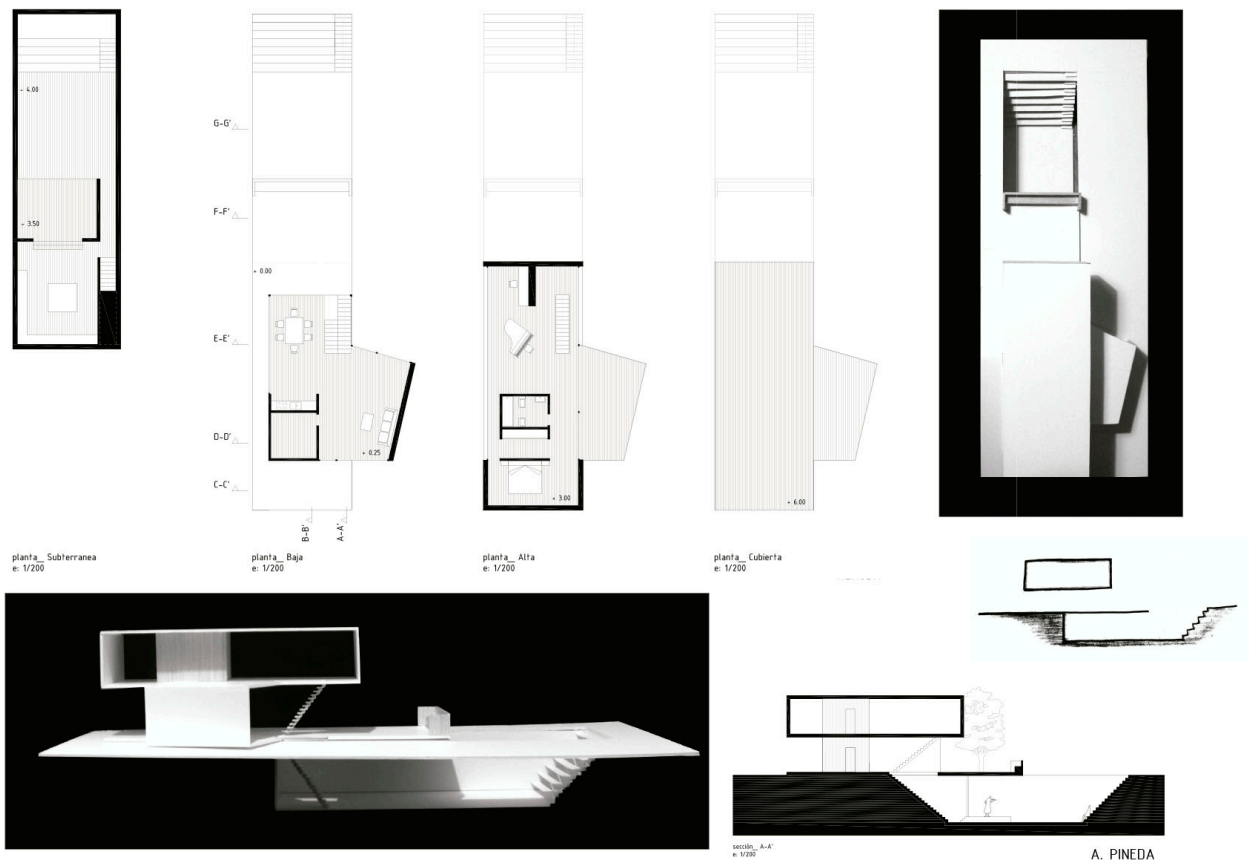 - 4.00
- 3.50
planta_ Subterranea
e: 1/200
G-G'
F-F'
+ 0.00
E-E'
D-D'
+ 0.25
C-C'
B-B'
A-A'
planta_ Baja
e: 1/200
+ 3.00
planta_ Alta
e: 1/200
+ 6.00
planta_ Cubierta
e: 1/200
sección_ A-A'
e: 1/200
A. PINEDA